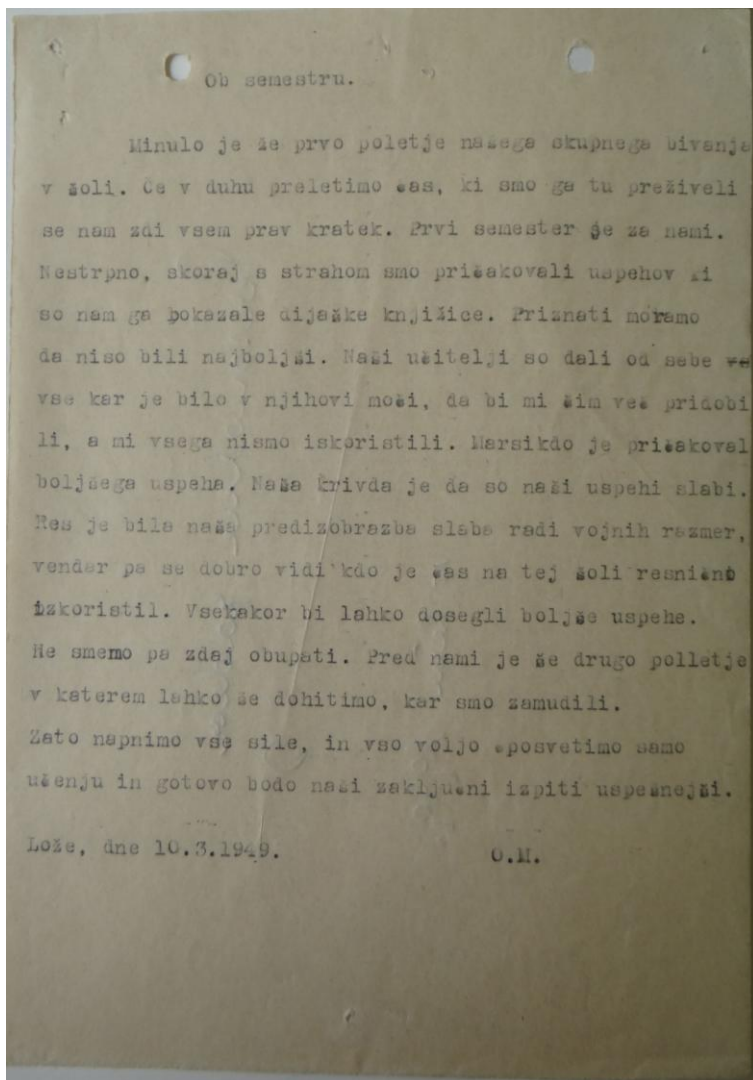 Ob semestru.
Minulo je že prvo poletje našega skupnega bivanja
v šoli. Če v duhu preletimo čas, ki smo ga tu preživeli
se nam zdi vsem prav kratek. Prvi semester je za nami.
Nestrpno, skoraj s strahom smo pričakovali uspehov ki
so nam ga pokazale dijaške knjižice. Priznati moramo
da niso bili najboljši. Naši učitelji so dali od sebe
vse kar je bilo v njihovi moči, da bi mi čim več pridobi
li, a mi vsega nismo iskoristili. Marsikdo je pričakoval
boljšega uspeha. Naša krivda je da so naši uspehi slabi.
Res je bila naša predizobrazba slaba radi vojnih razmer,
vendar pa se dobro vidi kdo je čas na tej šoli resnično
izkoristil. Vsekakor bi lahko dosegli boljše uspehe.
Ne smemo pa zdaj obupati. Pred nami je še drugo polletje
v katerem lahko še dohitimo, kar smo zamudili.
Zato napnimo vse sile, in vso voljo posvetimo samo
učenju in gotovo bodo naši zaključni izpiti uspešnejši.
Lože, dne 10.3.1949. O.M.